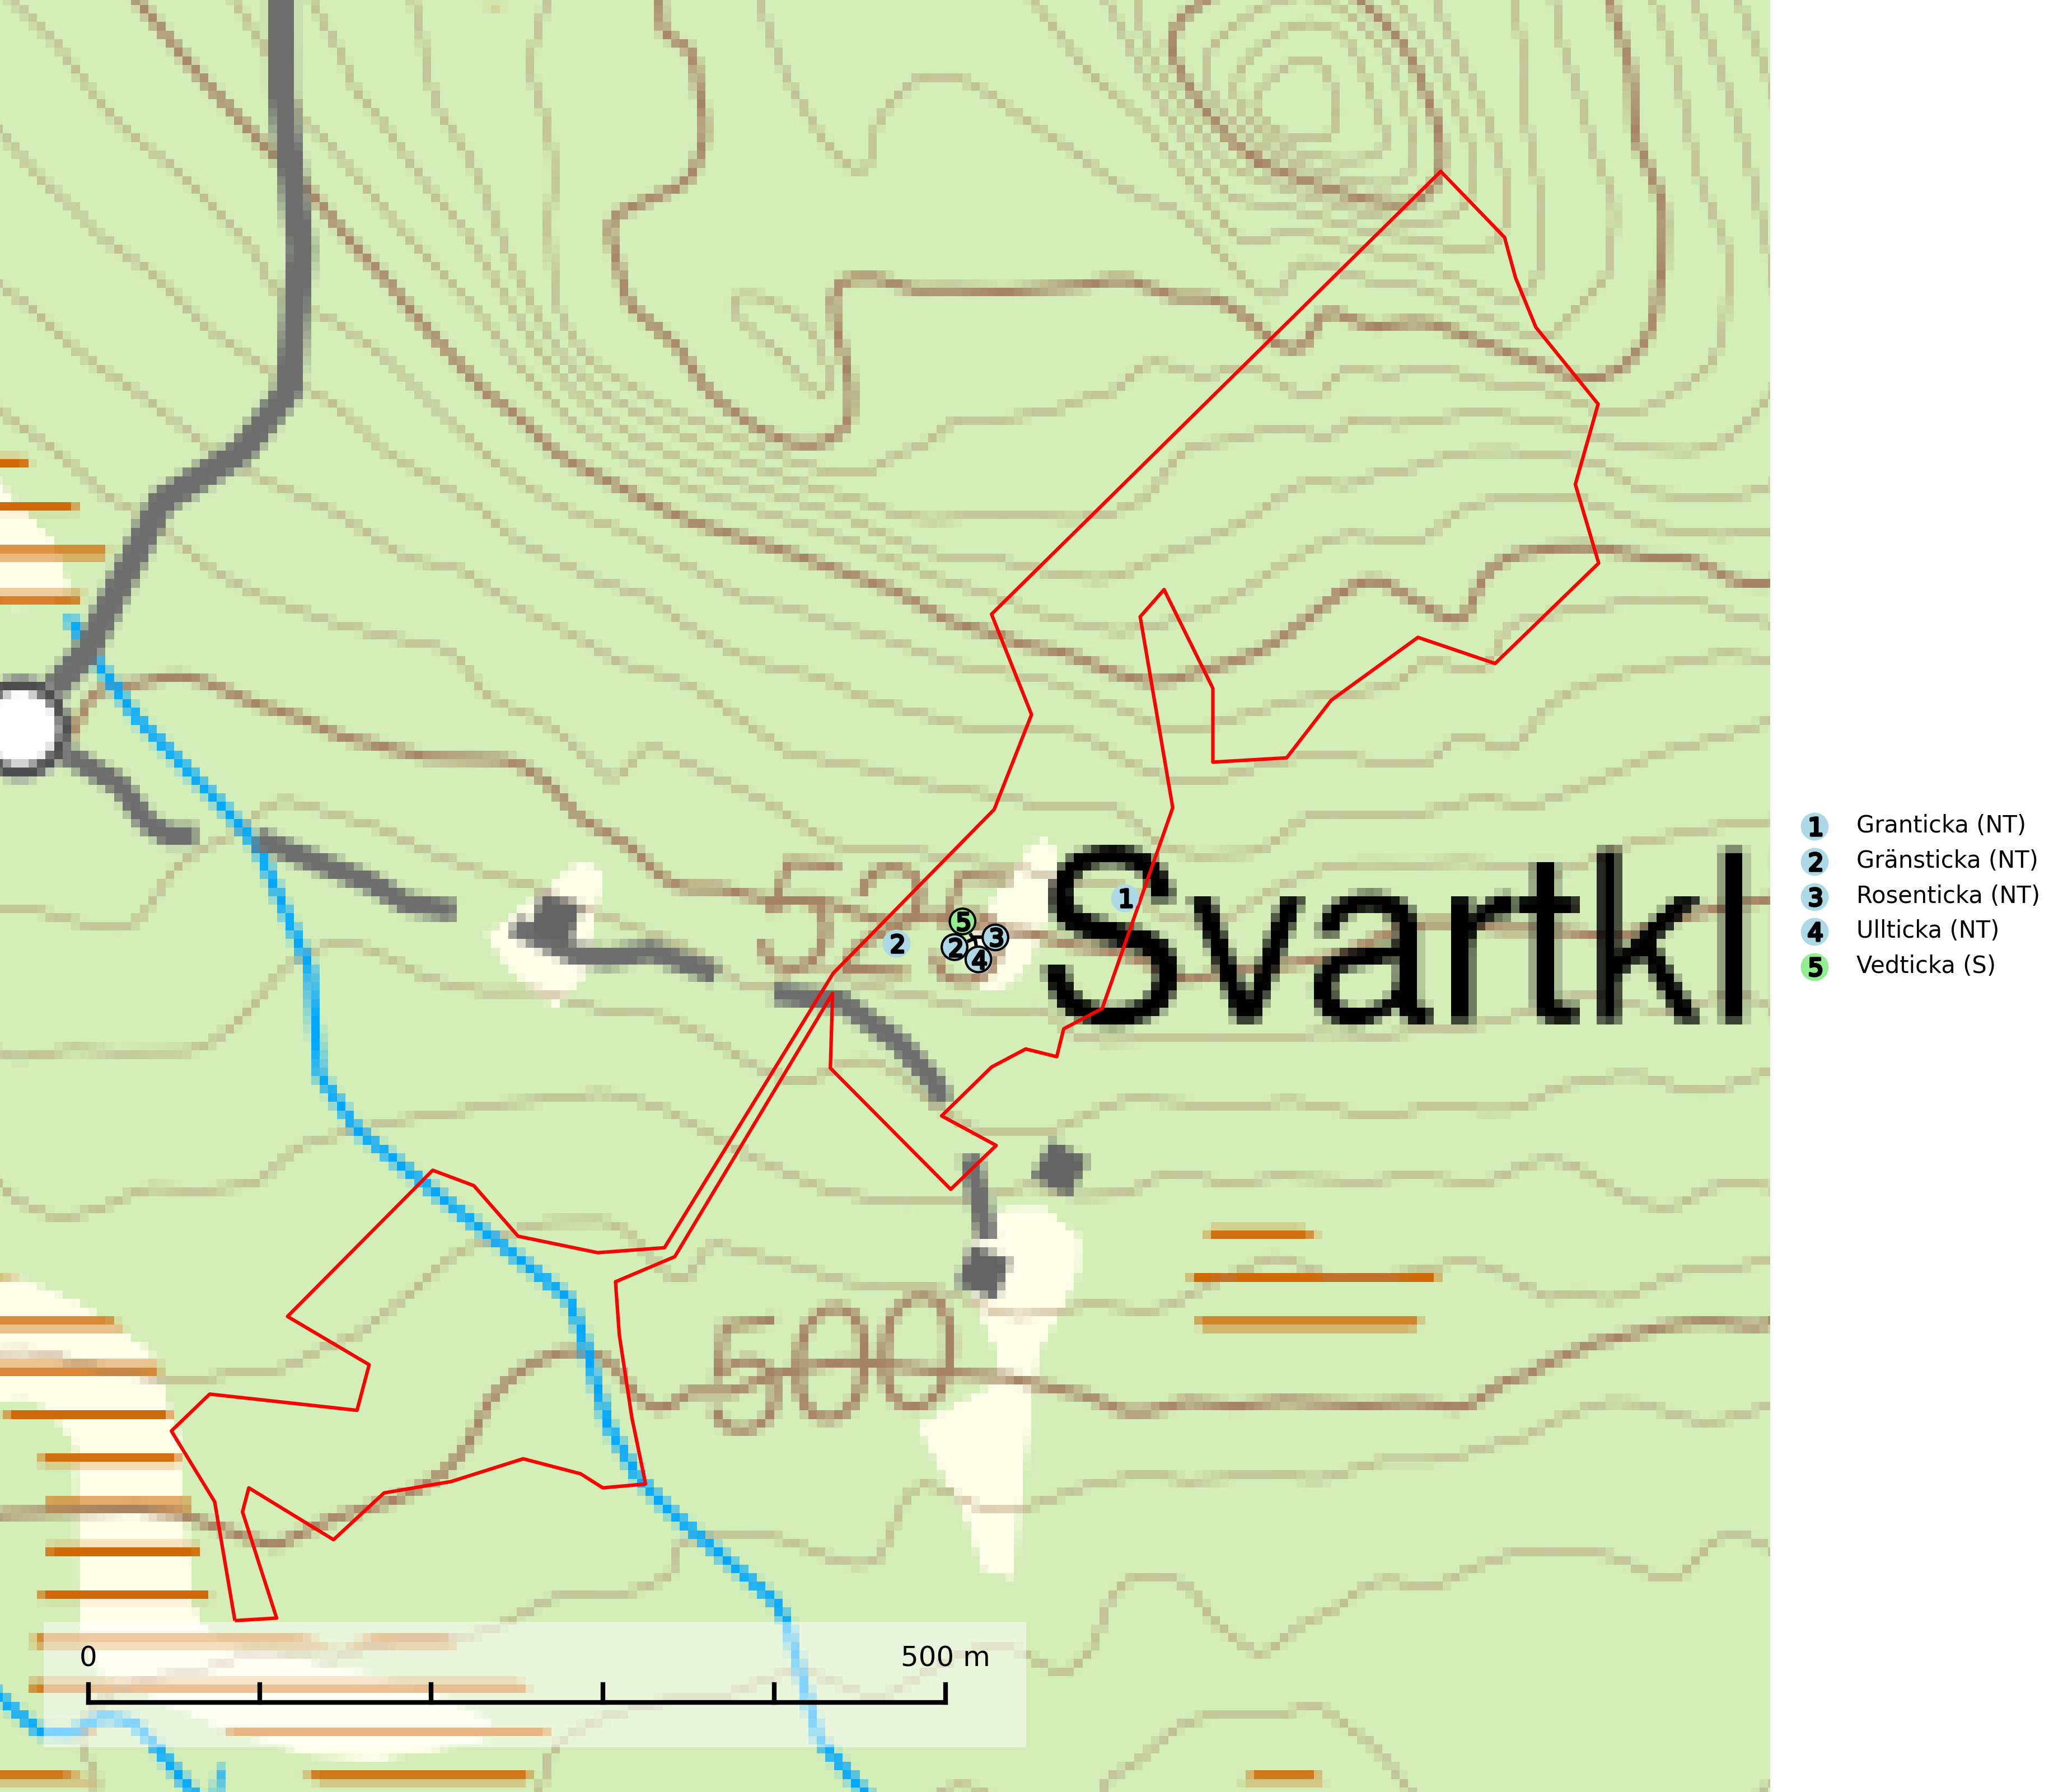 525
Svartkl
5
3
2
2
4
1
500
0 500 m
1 Granticka (NT)
2 Gränsticka (NT)
3 Rosenticka (NT)
4 Ullticka (NT)
5 Vedticka (S)